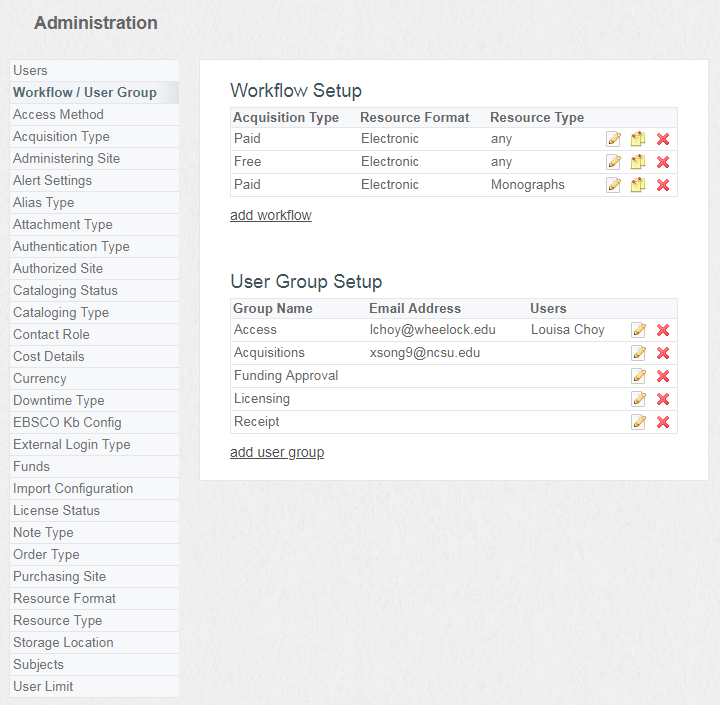 Administration
Users
Workflow / User Group
Access Method
Acquisition Type
Administering Site
Alert Settings
Alias Type
Attachment Type
Authentication Type
Authorized Site
Cataloging Status
Cataloging Type
Contact Role
Cost Details
Currency
Downtime Type
EBSCO Kb Config
External Login Type
Funds
Import Configuration
License Status
Note Type
Order Type
Purchasing Site
Resource Format
Resource Type
Storage Location
Subjects
User Limit
Workflow Setup
Acquisition Type Resource Format Resource Type
Paid Electronic any
Free Electronic any
Paid Electronic Monographs
add workflow
User Group Setup
Group Name Email Address Users
Access lchoy@wheelock.edu Louisa Choy
Acquisitions xsong9@ncsu.edu
Funding Approval
Licensing
Receipt
add user group